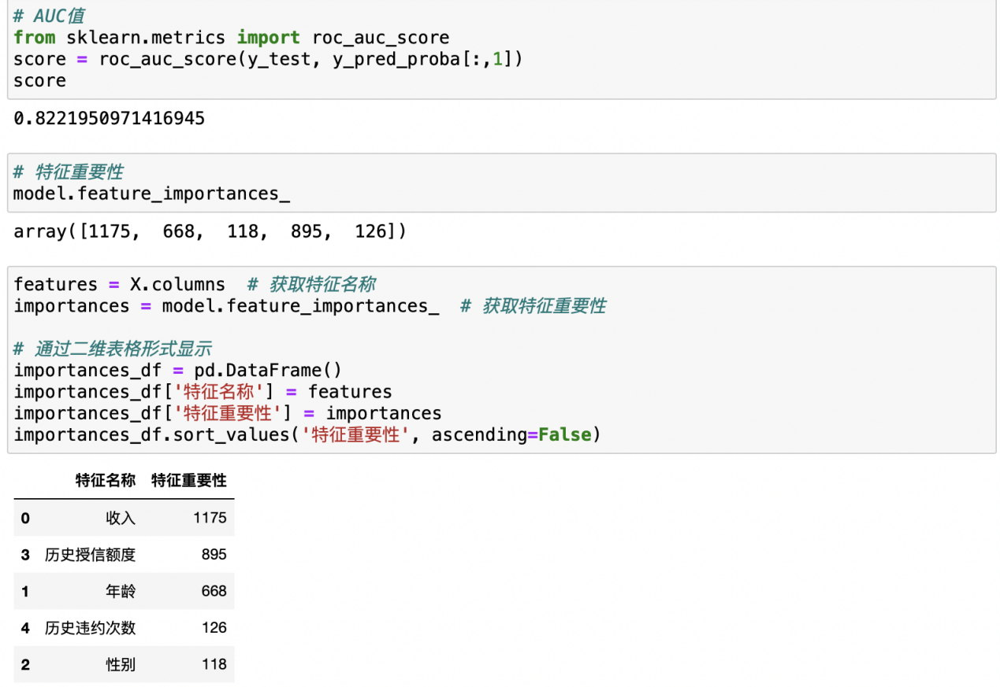 # AUC值
from sklearn.metrics import roc_auc_score
score = roc_auc_score(y_test, y_pred_proba[:,1])
score
0.8221950971416945
# 特征重要性
model.feature_importances_
array([1175,  668,  118,  895,  126])
features = X.columns  # 获取特征名称
importances = model.feature_importances_  # 获取特征重要性
# 通过二维表格形式显示
importances_df = pd.DataFrame()
importances_df['特征名称'] = features
importances_df['特征重要性'] = importances
importances_df.sort_values('特征重要性', ascending=False)
特征名称 特征重要性
0 收入 1175
3 历史授信额度 895
1 年龄 668
4 历史违约次数 126
2 性别 118